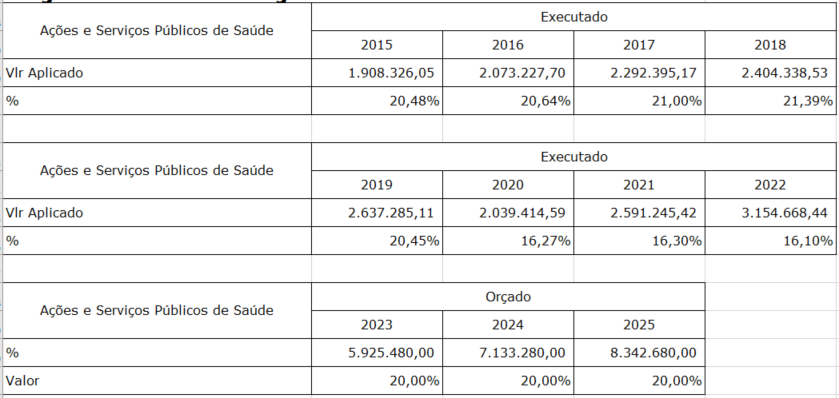 Ações e Serviços Públicos de Saúde Executado
2015 2016 2017 2018
Vlr Aplicado 1.908.326,05 2.073.227,70 2.292.395,17 2.404.338,53
% 20,48% 20,64% 21,00% 21,39%
Ações e Serviços Públicos de Saúde Executado
2019 2020 2021 2022
Vlr Aplicado 2.637.285,11 2.039.414,59 2.591.245,42 3.154.668,44
% 20,45% 16,27% 16,30% 16,10%
Ações e Serviços Públicos de Saúde Orçado
2023 2024 2025
% 5.925.480,00 7.133.280,00 8.342.680,00
Valor 20,00% 20,00% 20,00%